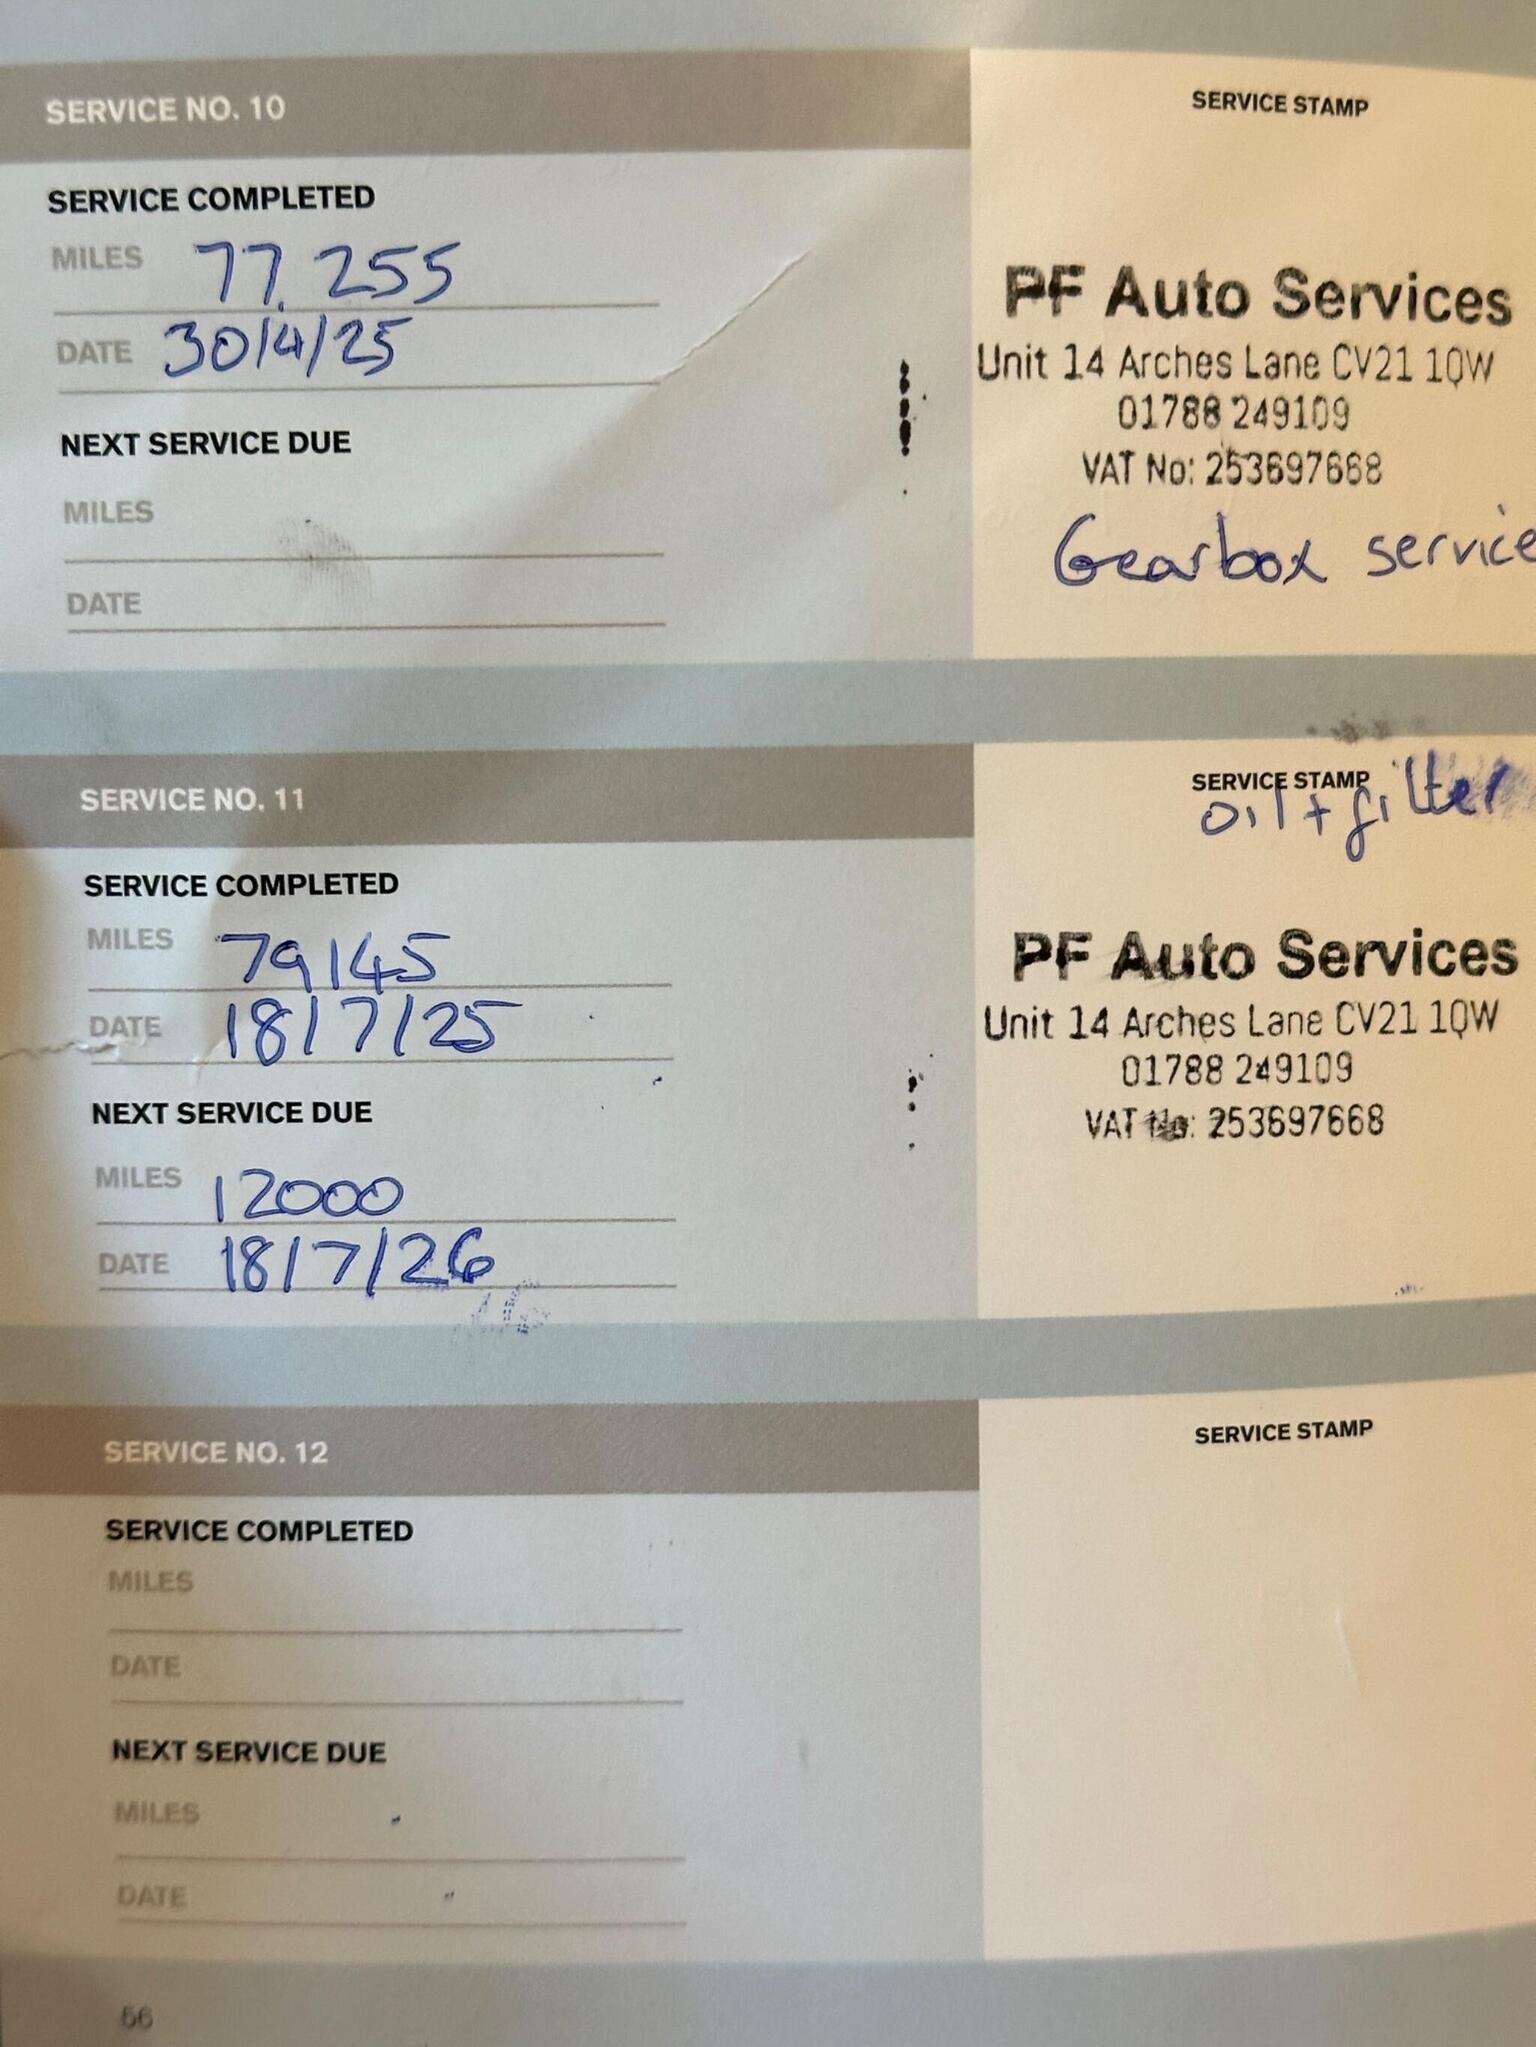 SERVICE NO. 10
SERVICE STAMP
SERVICE COMPLETED
MILES 77.255
DATE 30/4/25
NEXT SERVICE DUE
MILES
DATE
PF Auto Services
Unit 14 Arches Lane CV21 1QW
01788 249109
VAT No: 253697668
Gearbox service
SERVICE NO. 11
SERVICE STAMP
oil + filter
SERVICE COMPLETED
MILES 79145
DATE 18/7/25
NEXT SERVICE DUE
MILES 12000
DATE 18/7/26
PF Auto Services
Unit 14 Arches Lane CV21 1QW
01788 249109
VAT No: 253697668
SERVICE NO. 12
SERVICE STAMP
SERVICE COMPLETED
MILES
DATE
NEXT SERVICE DUE
MILES
DATE
56